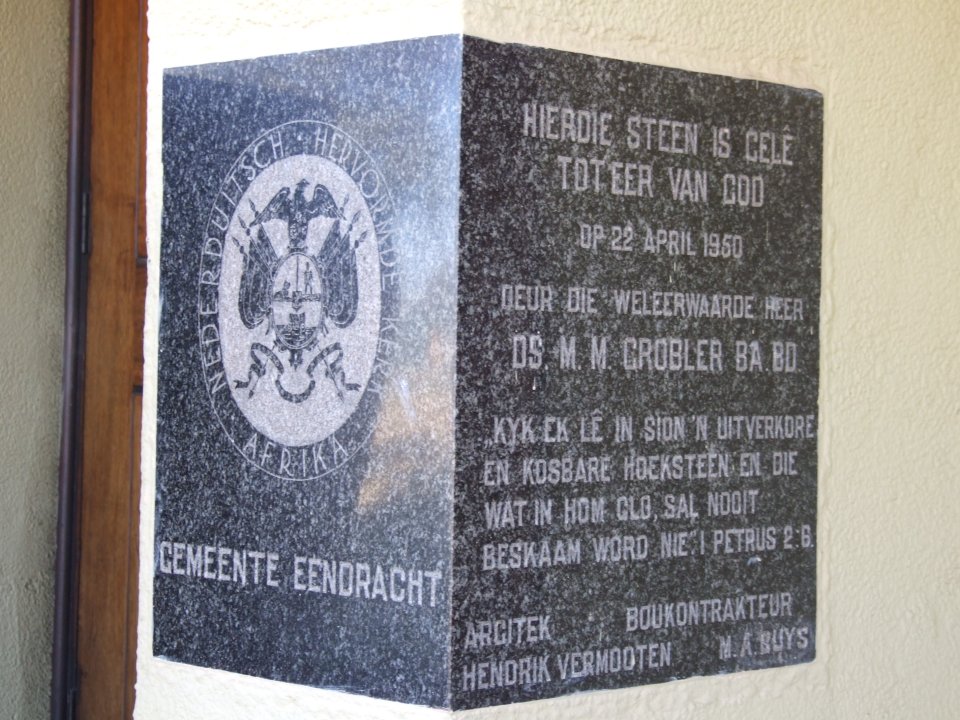 NEDERDUITSCH · HERVORMDE KERK
AFRIKA
GEMEENTE EENDRACHT
HIERDIE STEEN IS GELÊ
TOT EER VAN GOD
OP 22 APRIL 1950
DEUR DIE WELEERWAARDE HEER
DS. M. M. GROBLER BA. BD.
„KYK EK LÊ IN SION 'N UITVERKORE
EN KOSBARE HOEKSTEEN EN DIE
WAT IN HOM GLO, SAL NOOIT
BESKAAM WORD NIE". I PETRUS 2:6.
ARGITEK
HENDRIK VERMOOTEN
BOUKONTRAKTEUR
M. A. BUYS